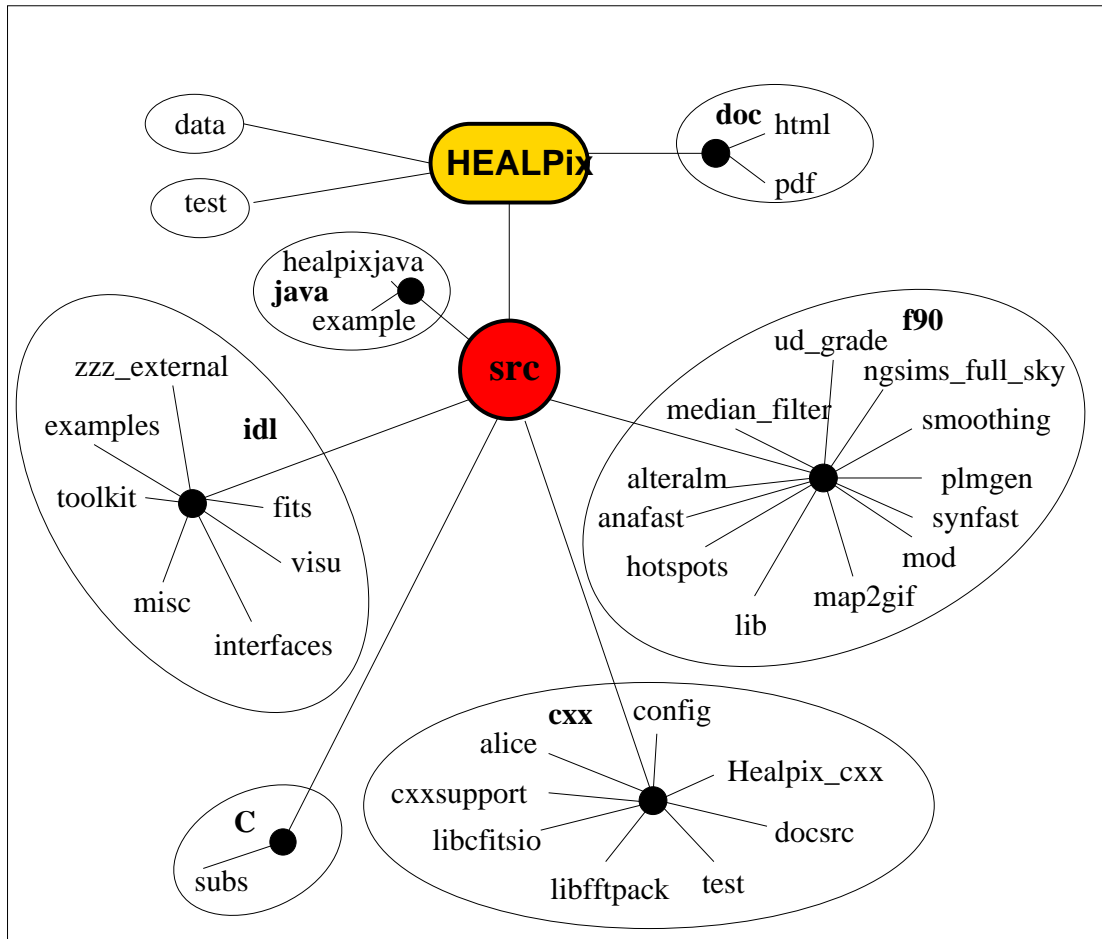 data
test
HEALPix
doc
html
pdf
healpixjava
java
example
src
idl
zzz_external
examples
toolkit
fits
visu
misc
interfaces
f90
ud_grade
ngsims_full_sky
median_filter
smoothing
alteralm
plmgen
anafast
synfast
hotspots
mod
map2gif
lib
C
subs
cxx
config
alice
Healpix_cxx
cxxsupport
libcfitsio
docsrc
libfftpack
test